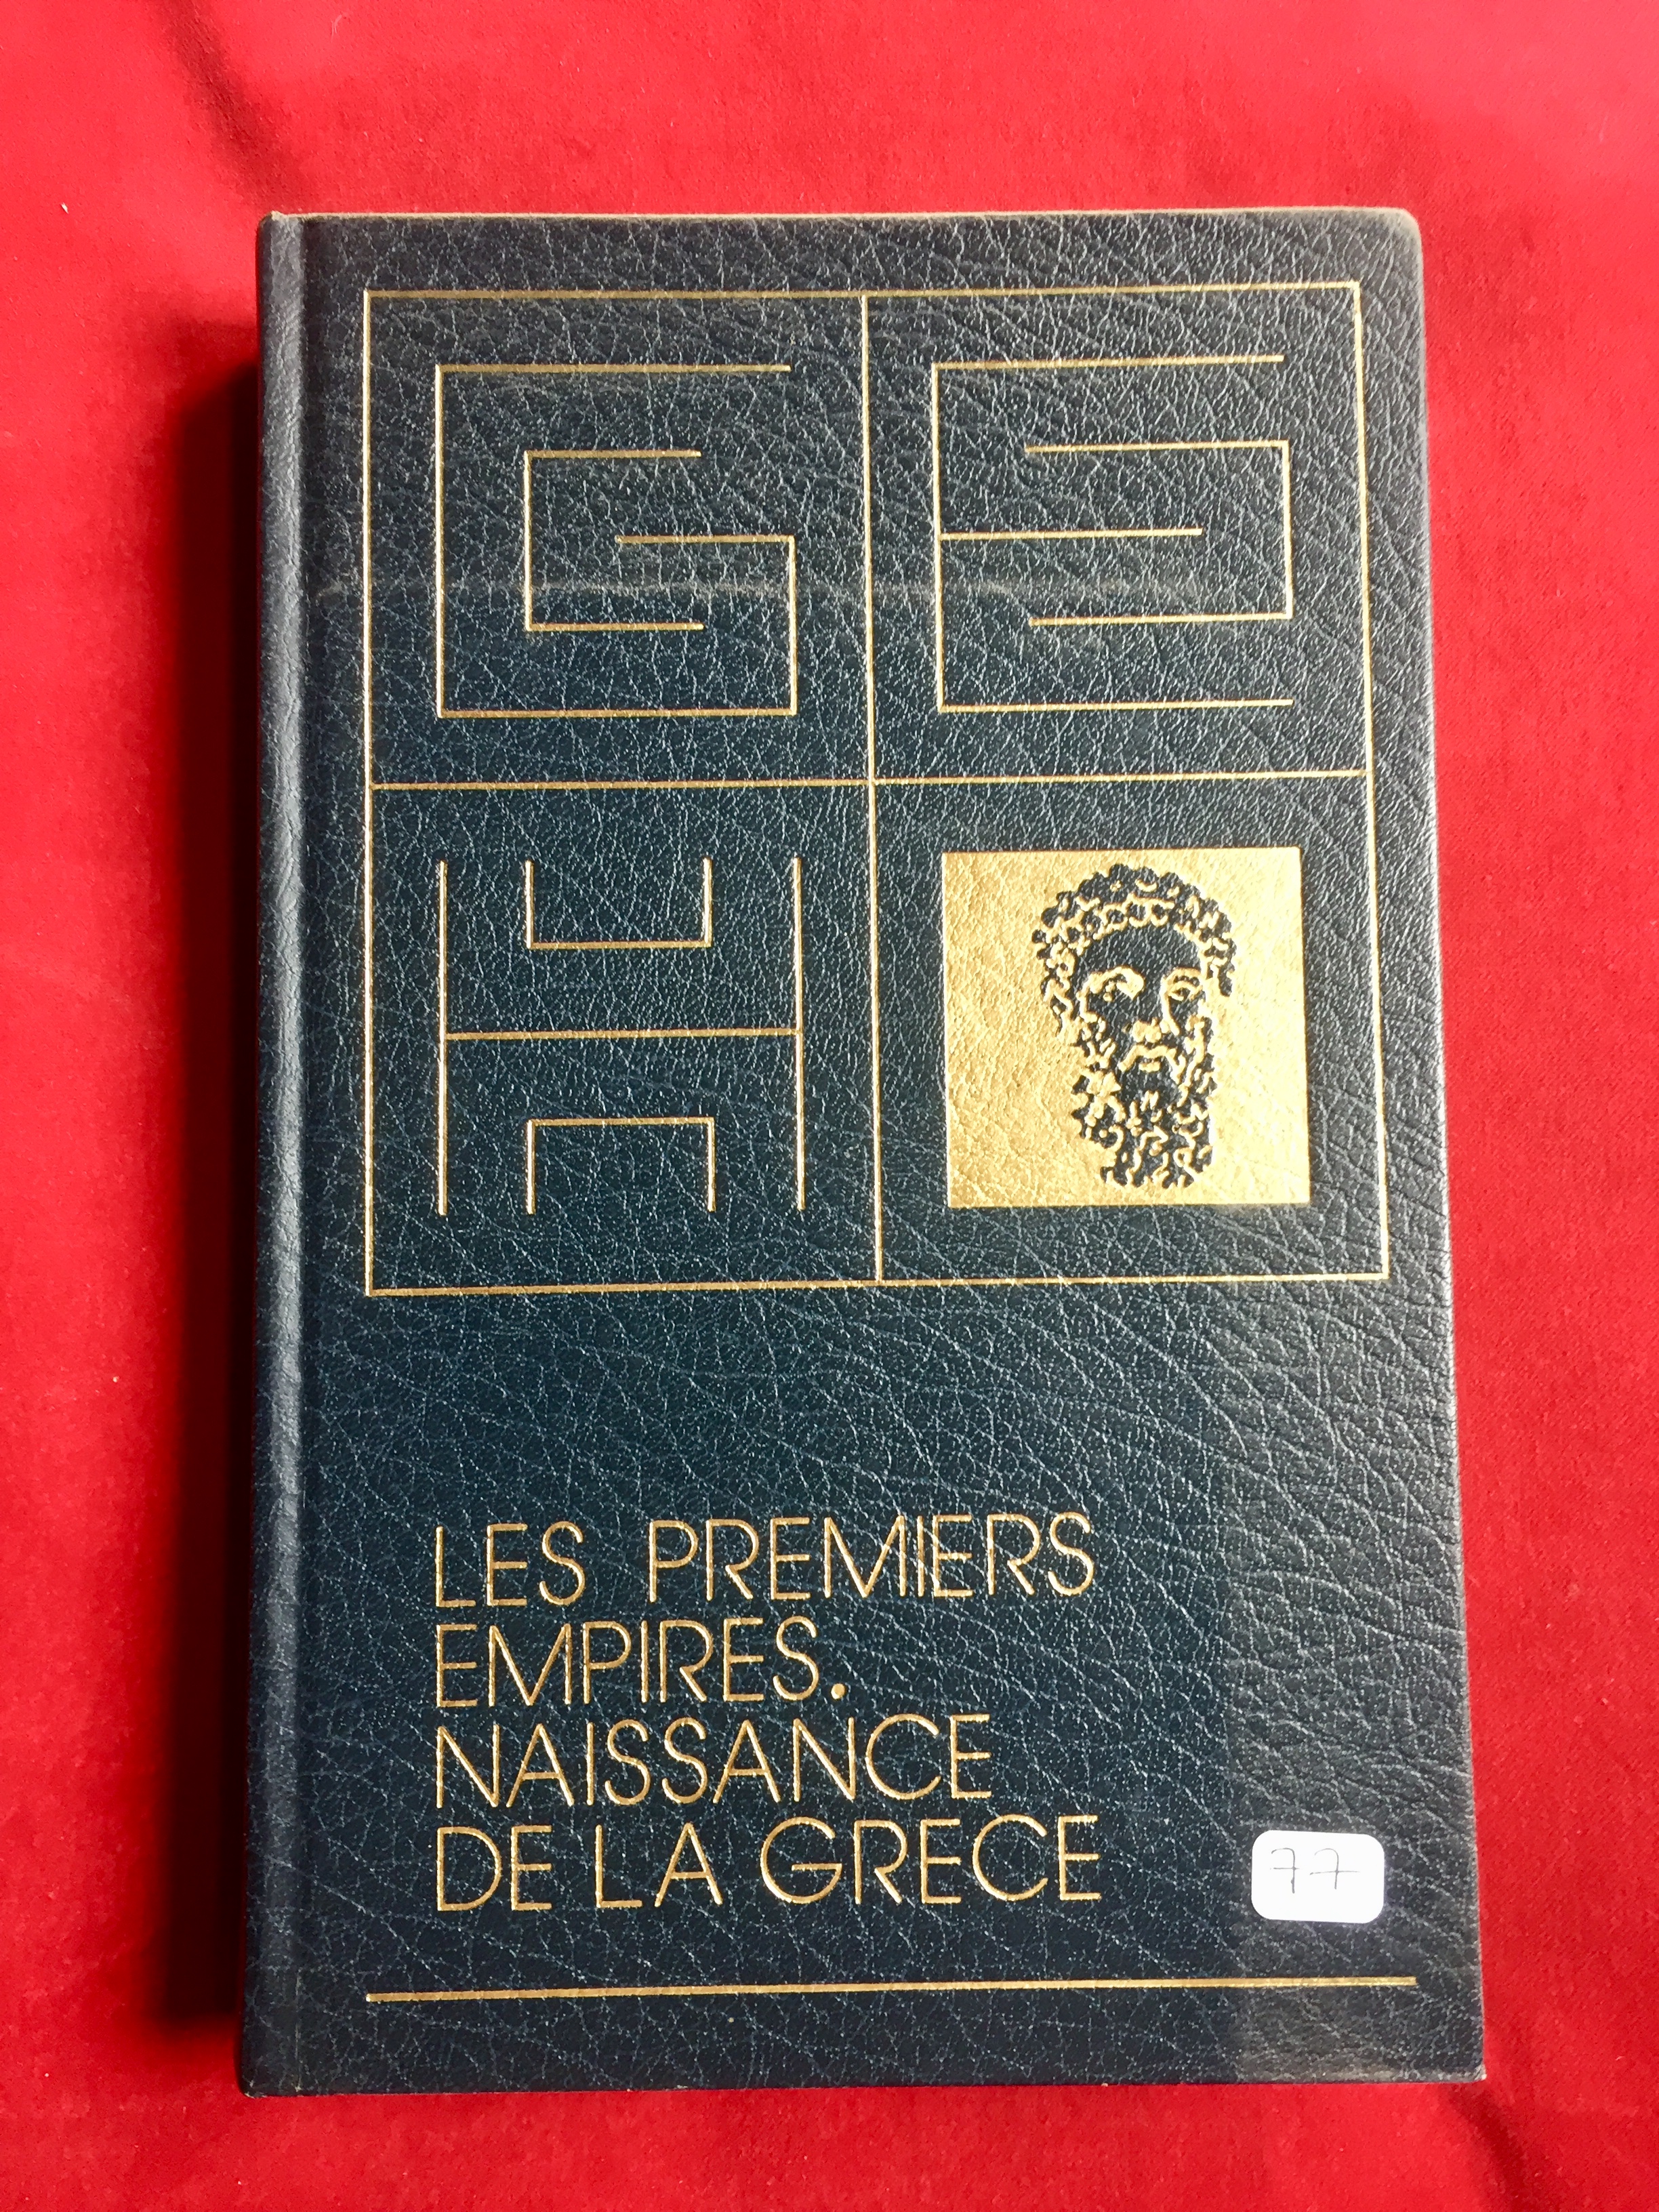 G E
H
LES PREMIERS
EMPIRES.
NAISSANCE
DE LA GRECE
77